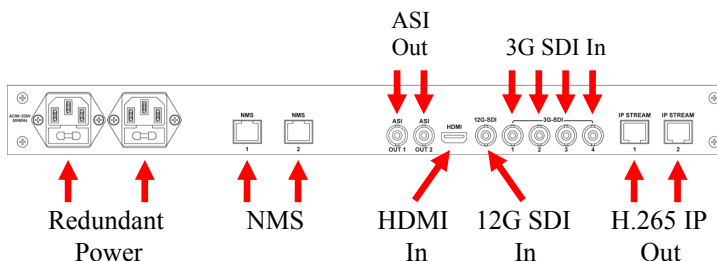 ASI
Out
3G SDI In
AC90~250V
50/60Hz
NMS
NMS
1
2
ASI
ASI
OUT 1
OUT 2
HDMI
12G-SDI
3G-SDI
1
2
3
4
IP STREAM
IP STREAM
1
2
Redundant
Power
NMS
HDMI
In
12G SDI
In
H.265 IP
Out